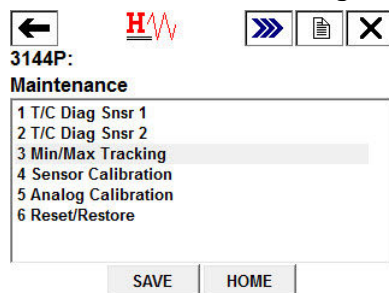 H
3144P:
Maintenance
1 T/C Diag Snsr 1
2 T/C Diag Snsr 2
3 Min/Max Tracking
4 Sensor Calibration
5 Analog Calibration
6 Reset/Restore
SAVE HOME